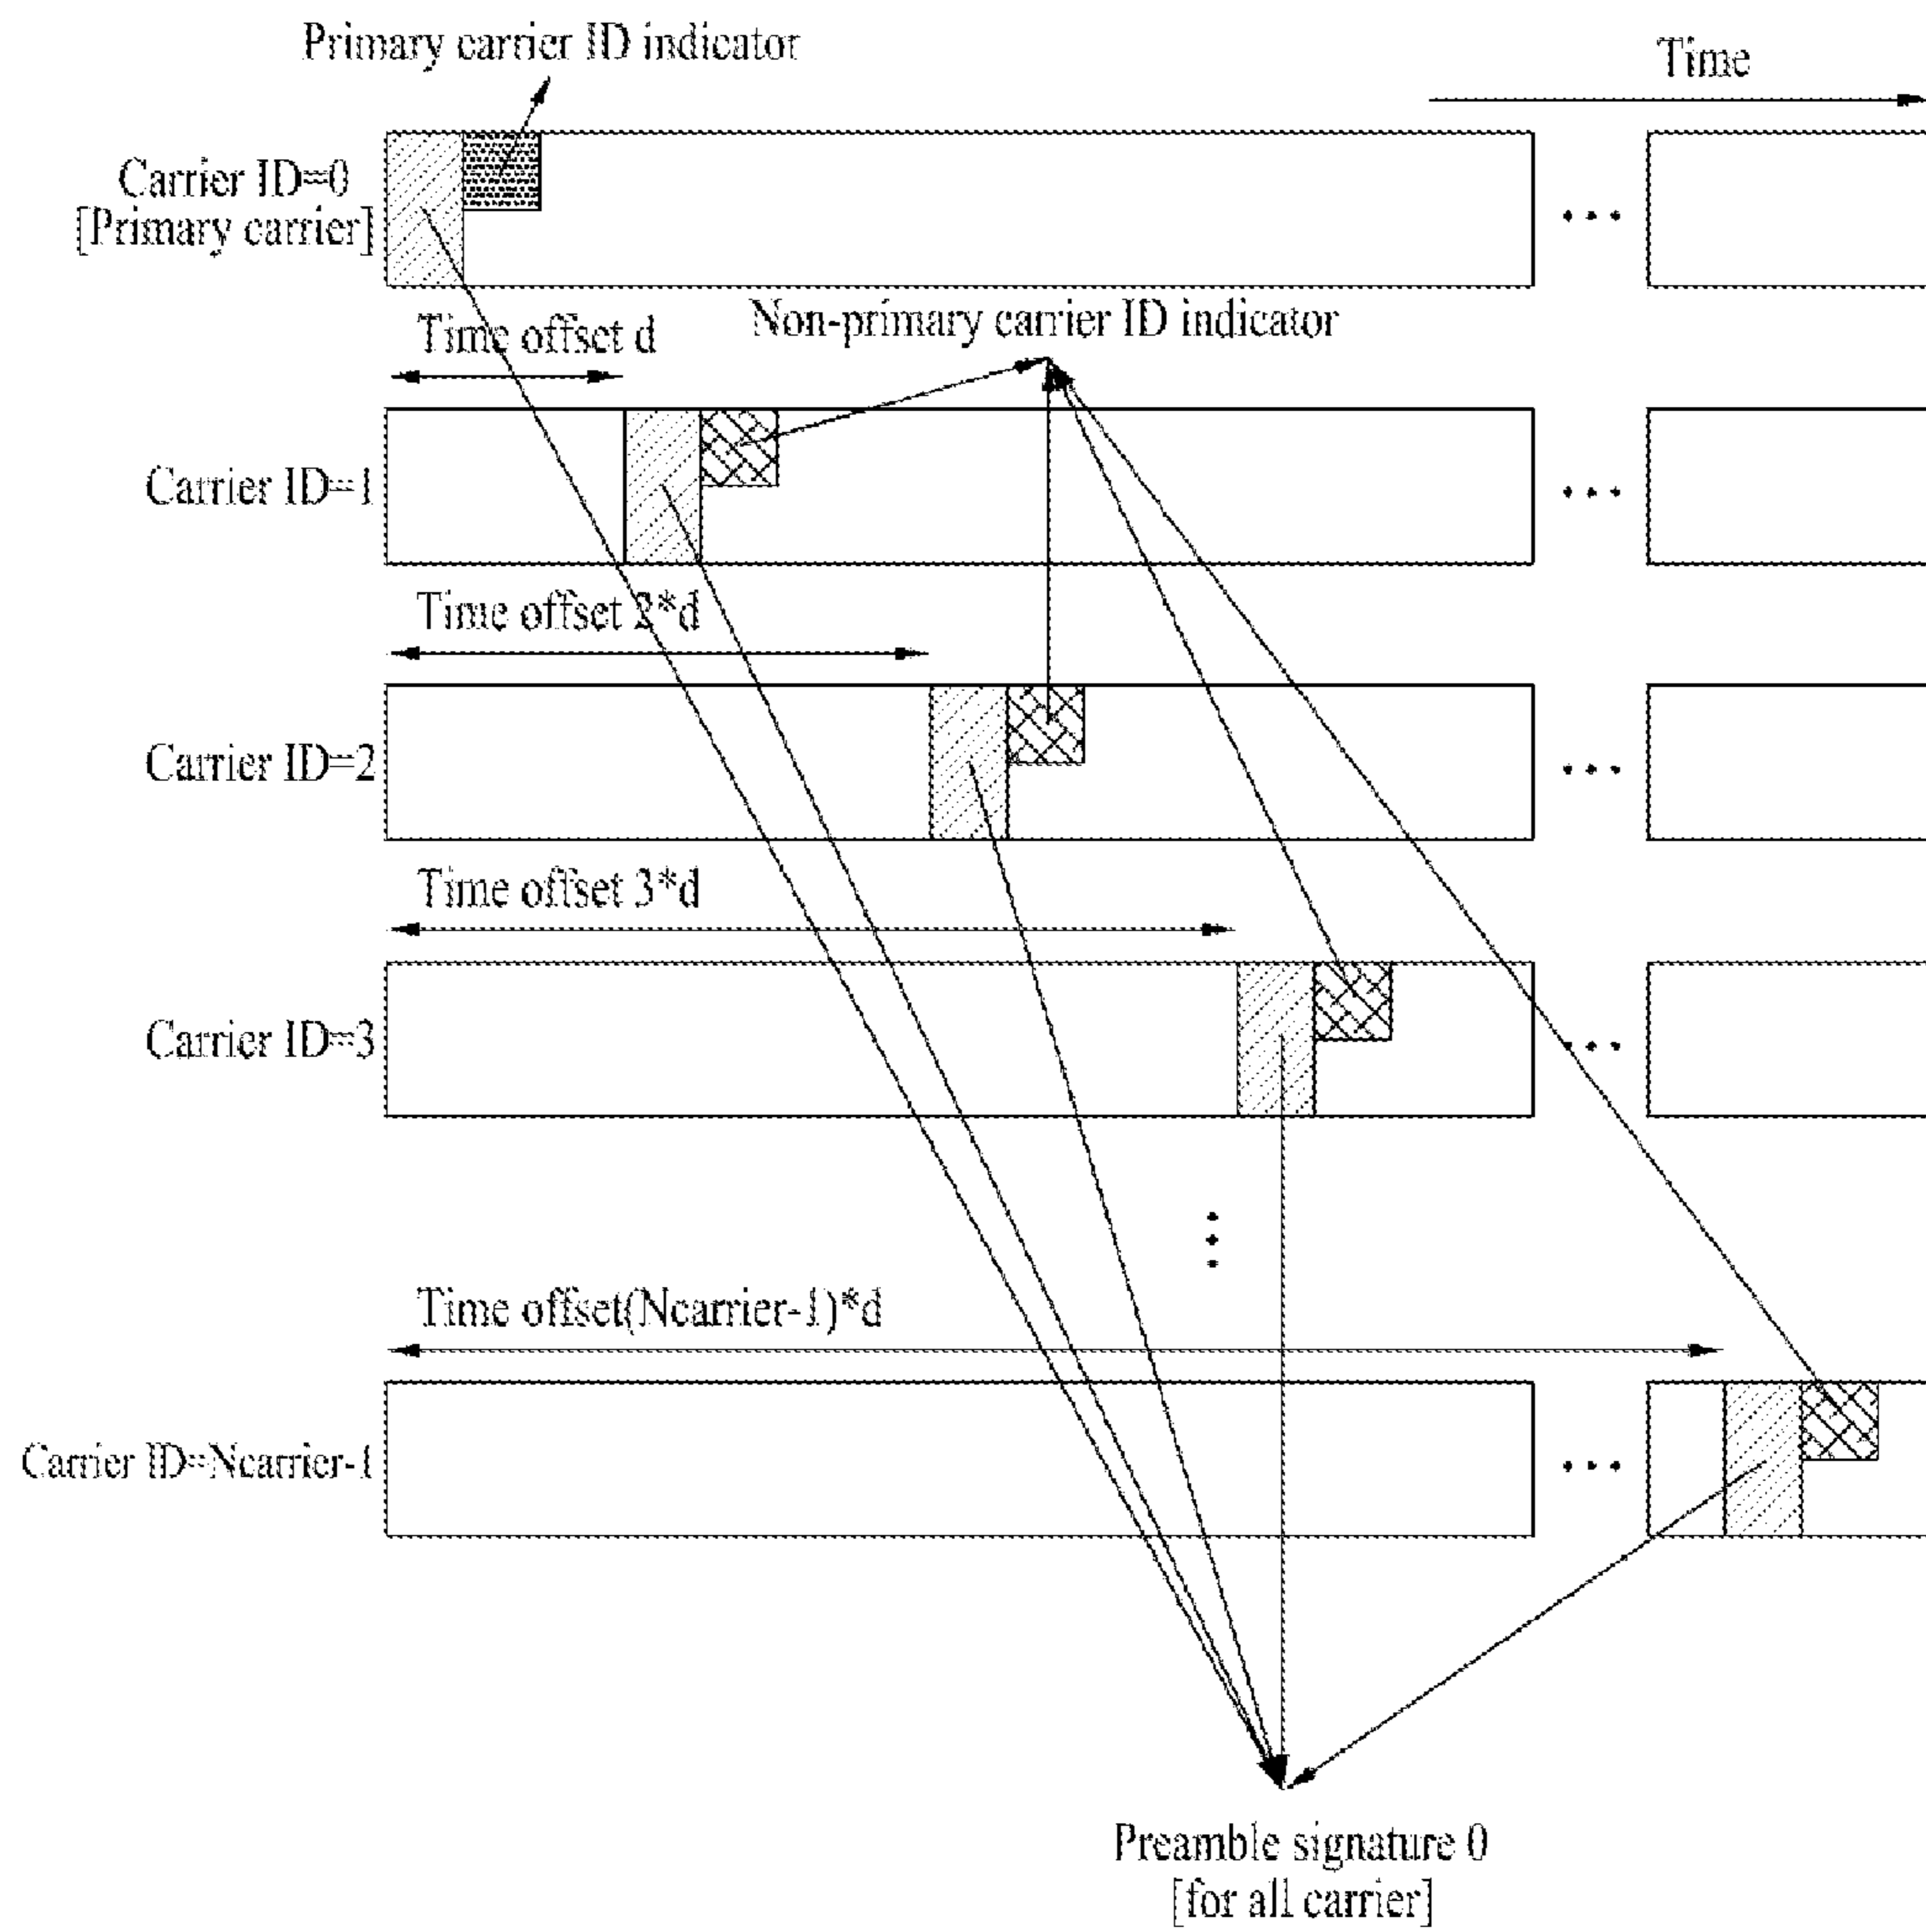 Primary carrier ID indicator
Time
Carrier ID=0
[Primary carrier]
Time offset d
Non-primary carrier ID indicator
Carrier ID=1
Time offset 2*d
Carrier ID=2
Time offset 3*d
Carrier ID=3
Time offset(Ncarrier-1)*d
Carrier ID=Ncarrier-1
Preamble signature 0
[for all carrier]